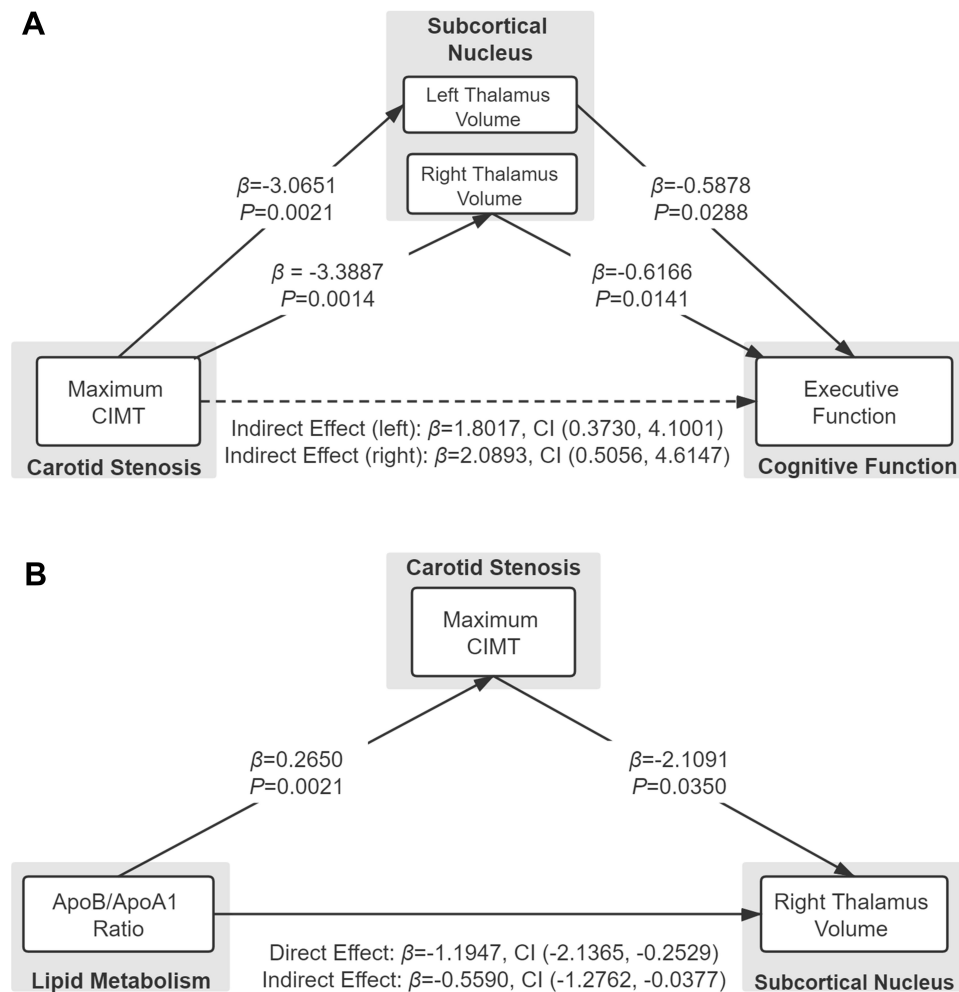 A
Subcortical
Nucleus
Left Thalamus
Volume
Right Thalamus
Volume
β=-3.0651
P=0.0021
β=-0.5878
P=0.0288
β = -3.3887
P=0.0014
β=-0.6166
P=0.0141
Maximum
CIMT
Carotid Stenosis
Executive
Function
Cognitive Function
Indirect Effect (left): β=1.8017, CI (0.3730, 4.1001)
Indirect Effect (right): β=2.0893, CI (0.5056, 4.6147)
B
Carotid Stenosis
Maximum
CIMT
β=0.2650
P=0.0021
β=-2.1091
P=0.0350
ApoB/ApoA1
Ratio
Lipid Metabolism
Right Thalamus
Volume
Subcortical Nucleus
Direct Effect: β=-1.1947, CI (-2.1365, -0.2529)
Indirect Effect: β=-0.5590, CI (-1.2762, -0.0377)